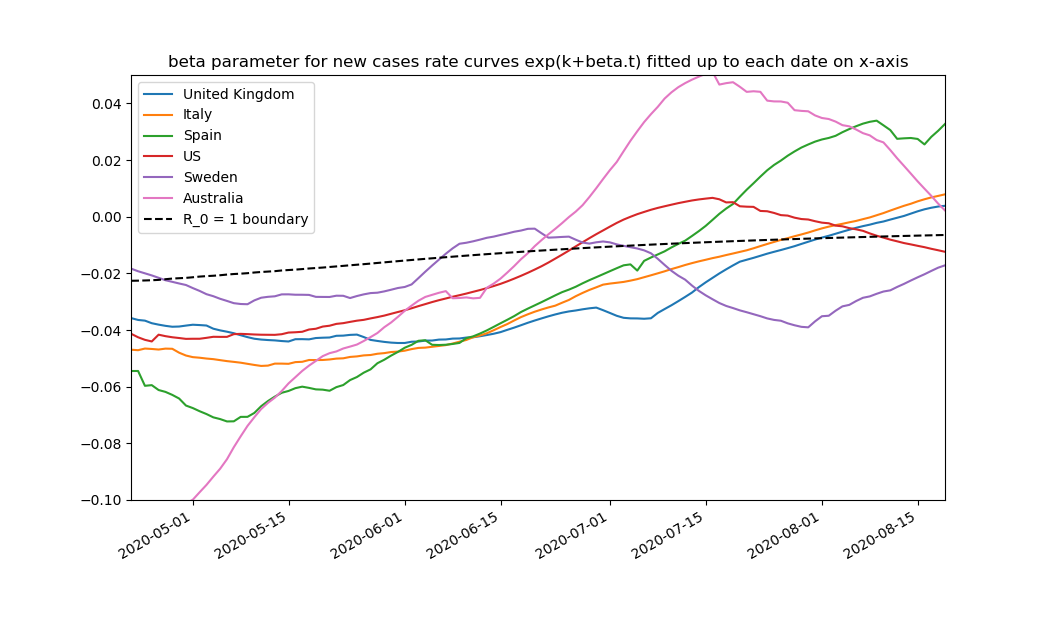 beta parameter for new cases rate curves exp(k+beta.t) fitted up to each date on x-axis
United Kingdom
Italy
Spain
US
Sweden
Australia
R_0 = 1 boundary
0.04
0.02
0.00
−0.02
−0.04
−0.06
−0.08
−0.10
2020-05-01
2020-05-15
2020-06-01
2020-06-15
2020-07-01
2020-07-15
2020-08-01
2020-08-15